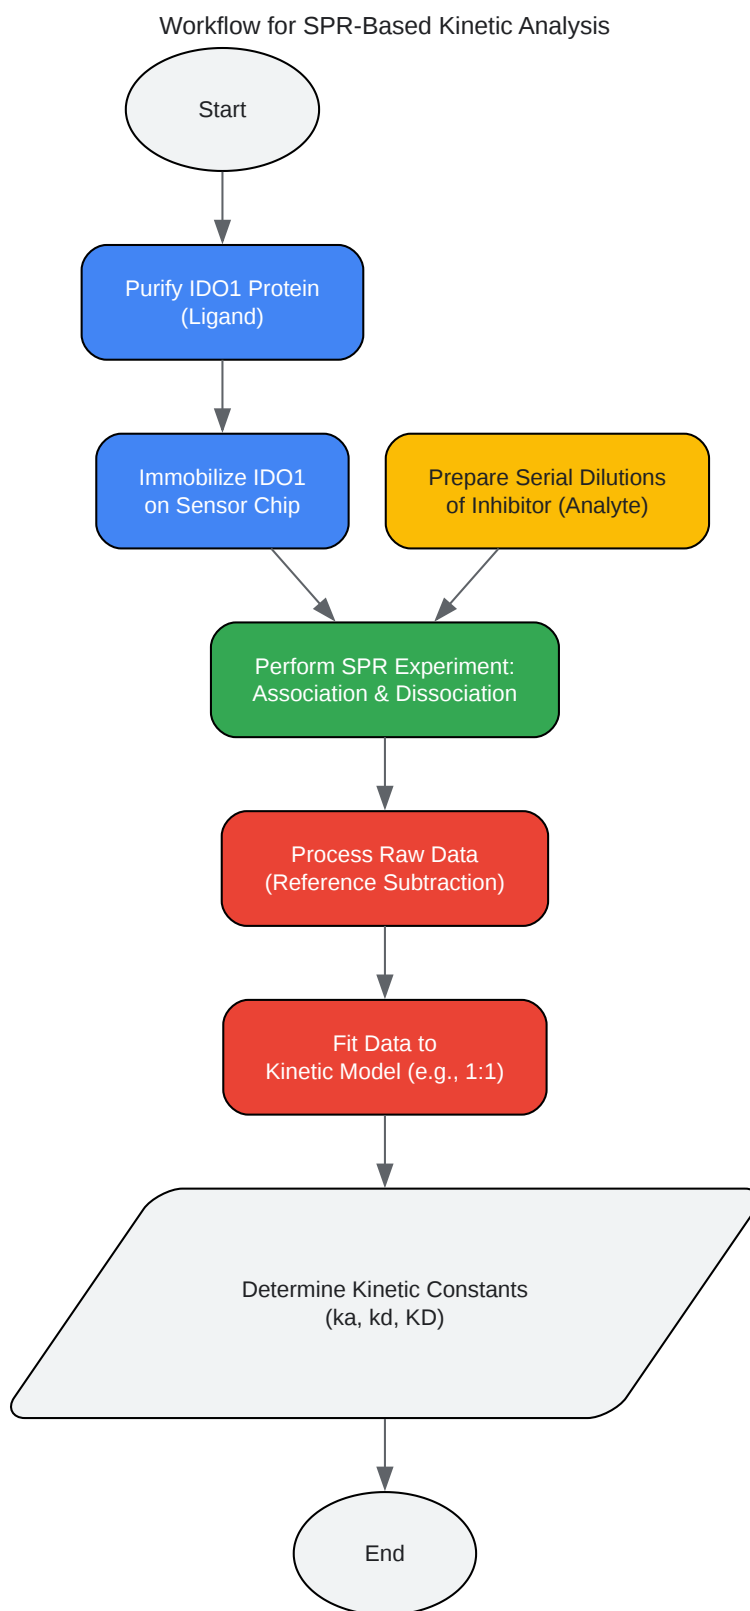 Workflow for SPR-Based Kinetic Analysis
Start
Purify IDO1 Protein
(Ligand)
Immobilize IDO1
on Sensor Chip
Prepare Serial Dilutions
of Inhibitor (Analyte)
Perform SPR Experiment:
Association & Dissociation
Process Raw Data
(Reference Subtraction)
Fit Data to
Kinetic Model (e.g., 1:1)
Determine Kinetic Constants
(ka, kd, KD)
End